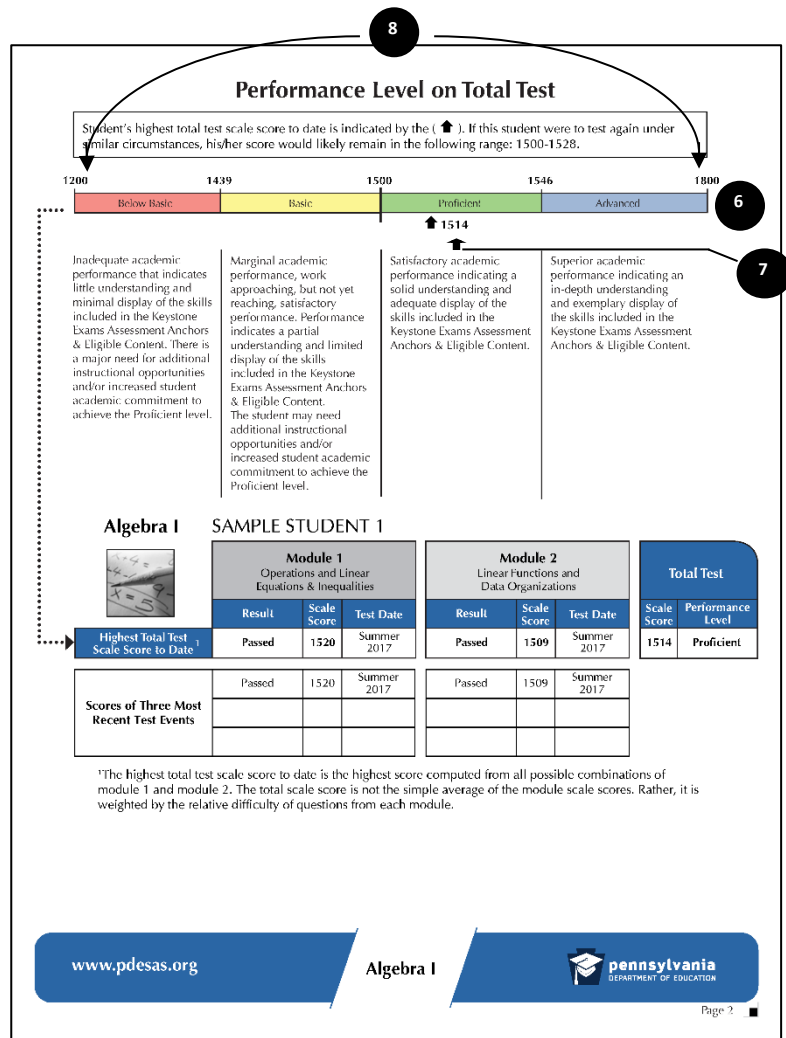 8
Performance Level on Total Test
Student's highest total test scale score to date is indicated by the ( ⬆ ). If this student were to test again under
similar circumstances, his/her score would likely remain in the following range: 1500-1528.
1200 1439 1500 1546 1800
Below Basic Basic Proficient Advanced
6
1514
7
Inadequate academic
performance that indicates
little understanding and
minimal display of the skills
included in the Keystone
Exams Assessment Anchors
& Eligible Content. There is
a major need for additional
instructional opportunities
and/or increased student
academic commitment to
achieve the Proficient level.
Marginal academic
performance, work
approaching, but not yet
reaching, satisfactory
performance. Performance
indicates a partial
understanding and limited
display of the skills
included in the Keystone
Exams Assessment Anchors
& Eligible Content.
The student may need
additional instructional
opportunities and/or
increased student academic
commitment to achieve the
Proficient level.
Satisfactory academic
performance indicating a
solid understanding and
adequate display of the
skills included in the
Keystone Exams Assessment
Anchors & Eligible Content.
Superior academic
performance indicating an
in-depth understanding
and exemplary display of
the skills included in the
Keystone Exams Assessment
Anchors & Eligible Content.
Algebra I SAMPLE STUDENT 1
Module 1
Operations and Linear
Equations & Inequalities
Module 2
Linear Functions and
Data Organizations
Total Test
Result Scale Score Test Date Result Scale Score Test Date Scale Score Performance Level
Highest Total Test
Scale Score to Date 1
Passed 1520 Summer 2017 Passed 1509 Summer 2017 1514 Proficient
Scores of Three Most
Recent Test Events
Passed 1520 Summer 2017 Passed 1509 Summer 2017
¹The highest total test scale score to date is the highest score computed from all possible combinations of
module 1 and module 2. The total scale score is not the simple average of the module scale scores. Rather, it is
weighted by the relative difficulty of questions from each module.
www.pdesas.org
Algebra I
pennsylvania
DEPARTMENT OF EDUCATION
Page 2